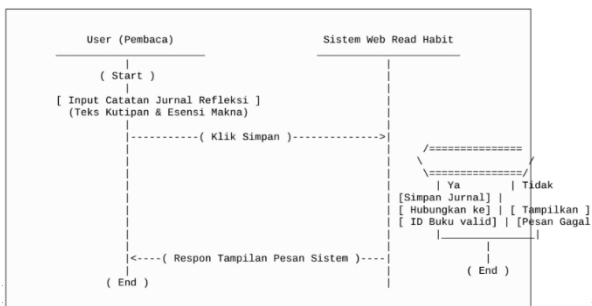 User (Pembaca) Sistem Web Read Habit
( Start )
[ Input Catatan Jurnal Refleksi ]
(Teks Kutipan & Esensi Makna)
( Klik Simpan )
Ya Tidak
[Simpan Jurnal]
[ Hubungkan ke] [ Tampilkan ]
[ ID Buku valid] [Pesan Gagal
( Respon Tampilan Pesan Sistem )
( End )
( End )